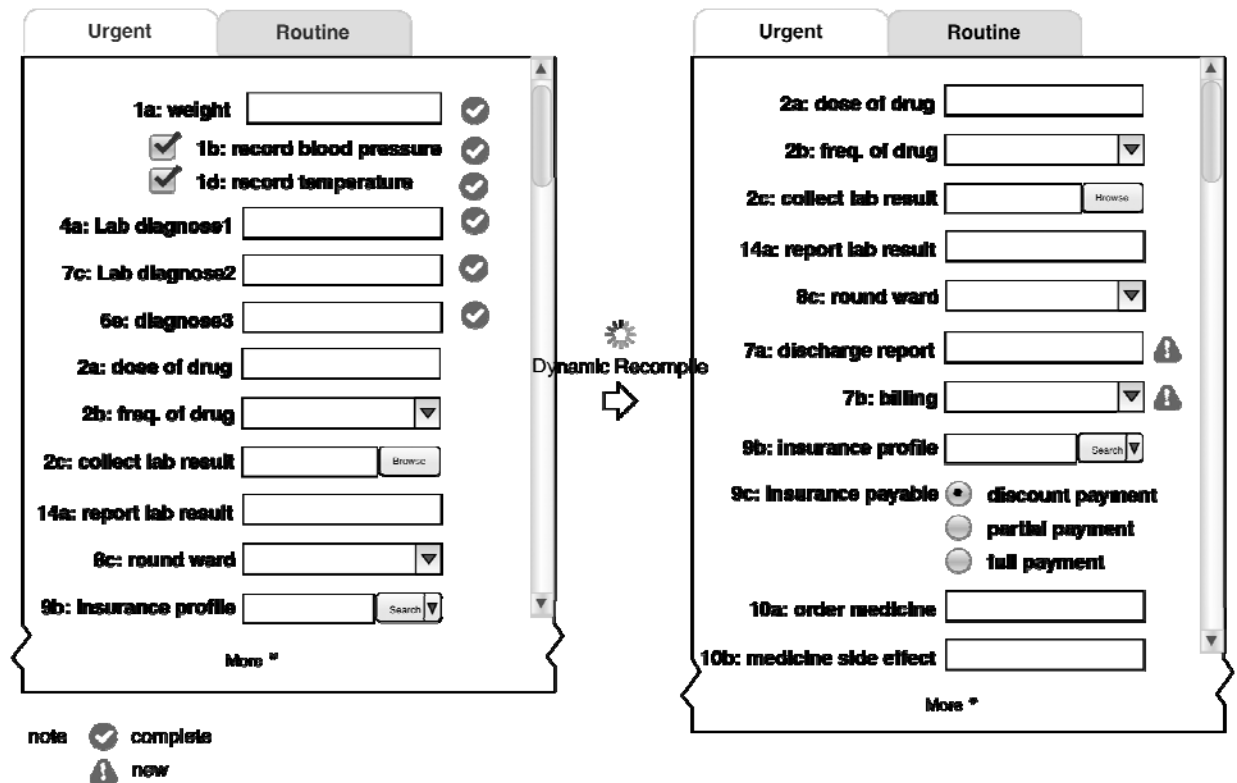 Urgent
Routine
1a: weight
1b: record blood pressure
1d: record temperature
4a: Lab diagnose1
7c: Lab diagnose2
6e: diagnose3
2a: dose of drug
2b: freq. of drug
2c: collect lab result
Browse
14a: report lab result
8c: round ward
9b: insurance profile
Search
More
note
complete
new
Dynamic Recompile
Urgent
Routine
2a: dose of drug
2b: freq. of drug
2c: collect lab result
Browse
14a: report lab result
8c: round ward
7a: discharge report
7b: billing
9b: insurance profile
Search
9c: insurance payable
discount payment
partial payment
full payment
10a: order medicine
10b: medicine side effect
More